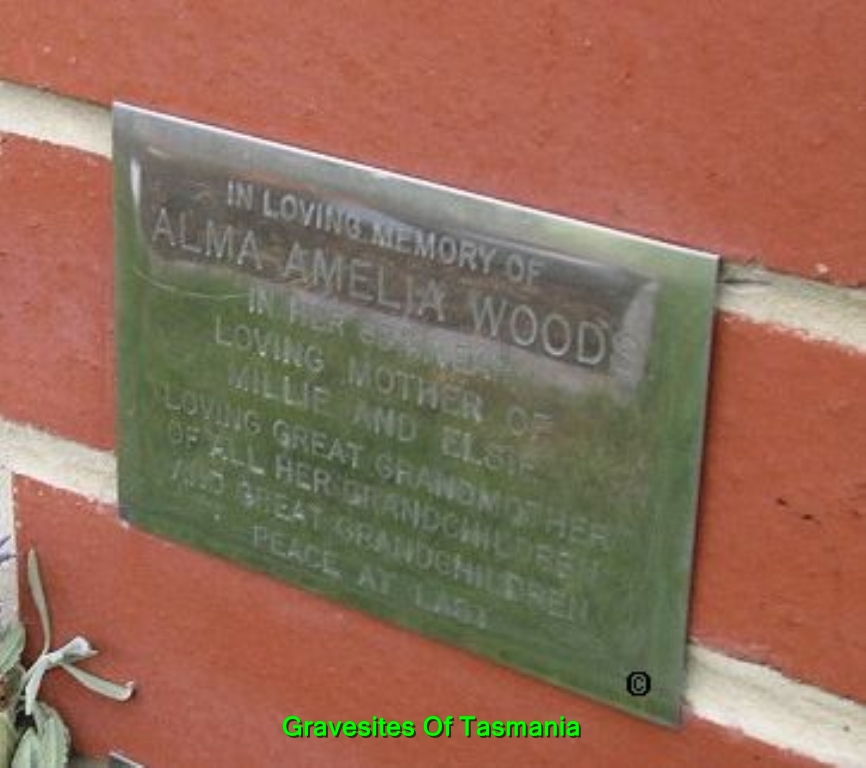 IN LOVING MEMORY OF
ALMA AMELIA WOODS
IN HER
LOVING MOTHER OF
MILLIE AND ELSIE
LOVING GREAT GRANDMOTHER
OF ALL HER GRANDCHILDREN
AND GREAT GRANDCHILDREN
PEACE AT LAST
©
Gravesites Of Tasmania